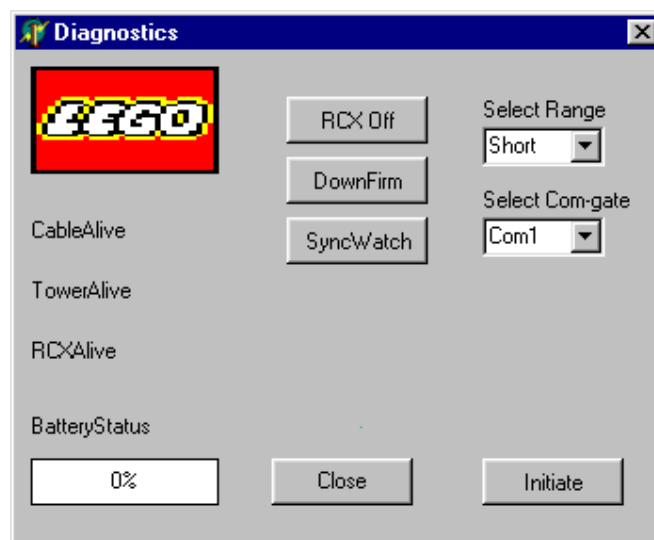 Diagnostics
LEGO
RCX Off
Select Range
Short
DownFirm
Select Com-gate
CableAlive
SyncWatch
Com1
TowerAlive
RCXAlive
BatteryStatus
0%
Close
Initiate